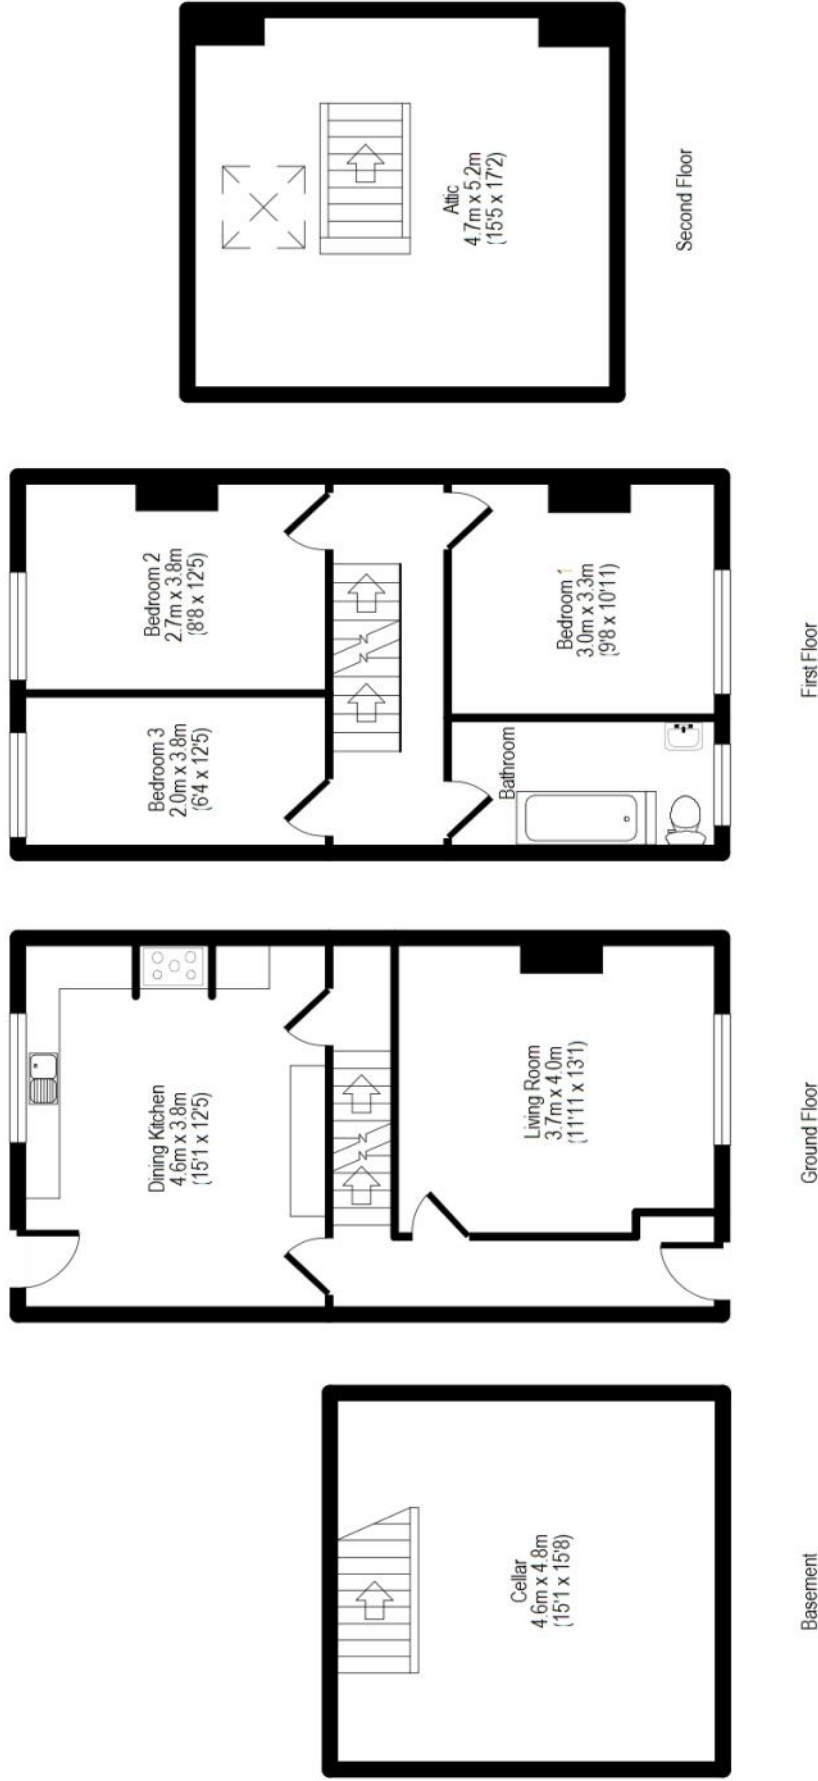 Cellar
4.6m x 4.8m
(15'1 x 15'8)
Basement
Dining Kitchen
4.6m x 3.8m
(15'1 x 12'5)
Living Room
3.7m x 4.0m
(11'11 x 13'1)
Ground Floor
Bedroom 3
2.0m x 3.8m
(6'4 x 12'5)
Bedroom 2
2.7m x 3.8m
(8'8 x 12'5)
Bathroom
Bedroom 1
3.0m x 3.3m
(9'8 x 10'11)
First Floor
Attic
4.7m x 5.2m
(15'5 x 17'2)
Second Floor